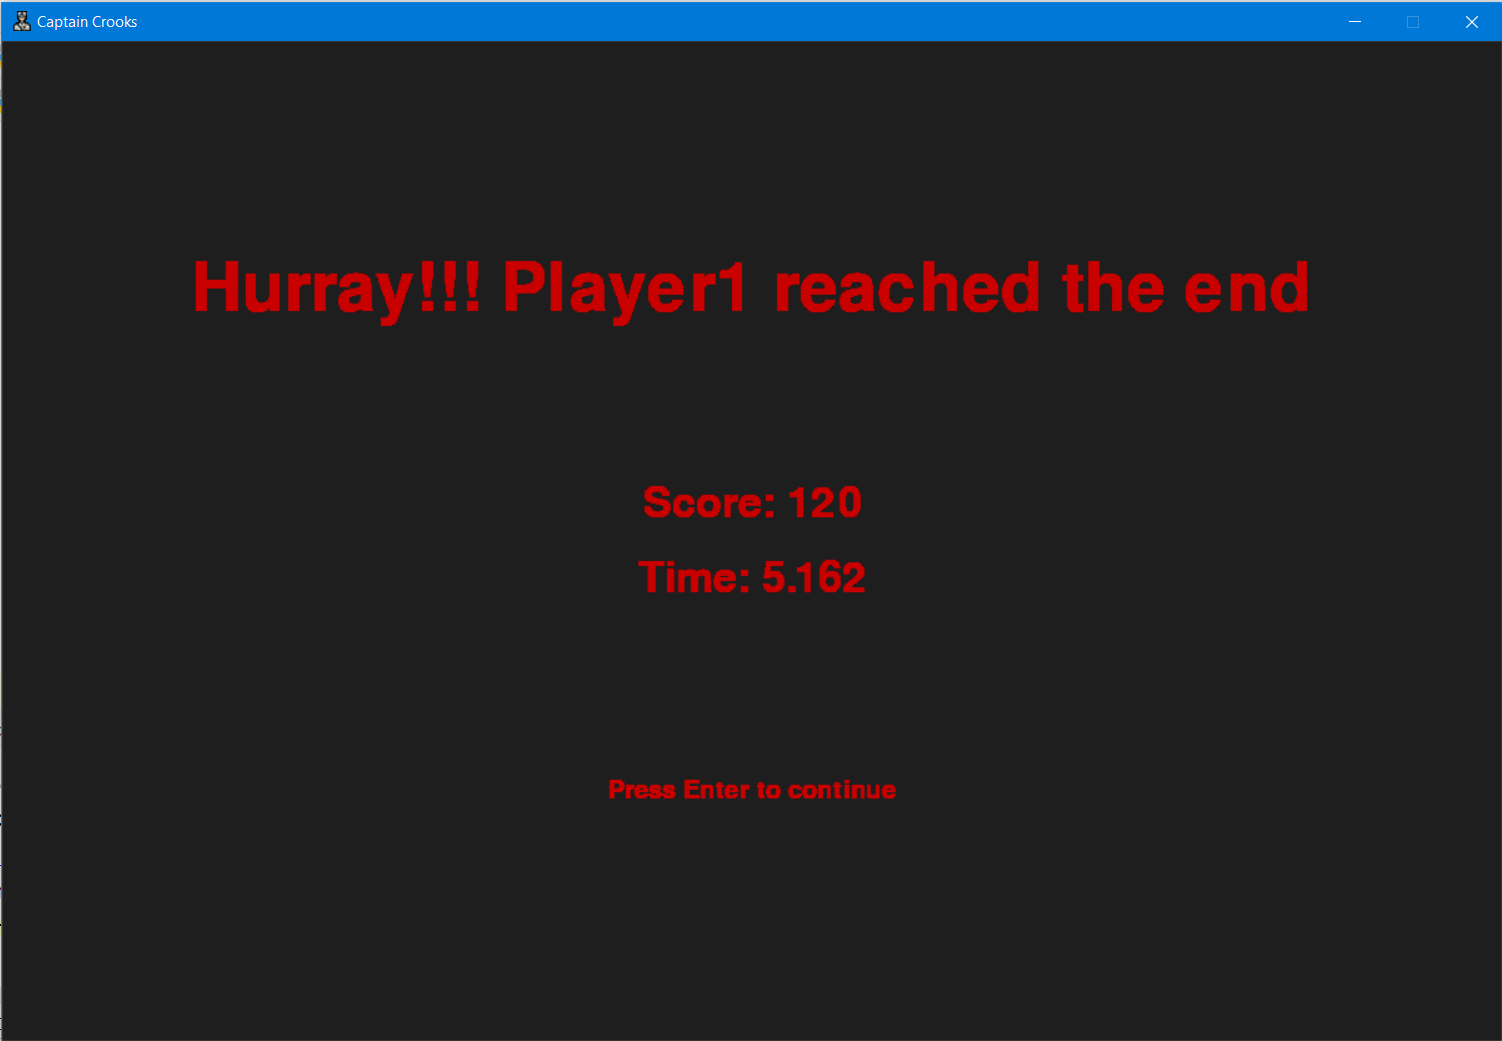 Captain Crooks
Hurray!!! Player1 reached the end
Score: 120
Time: 5.162
Press Enter to continue